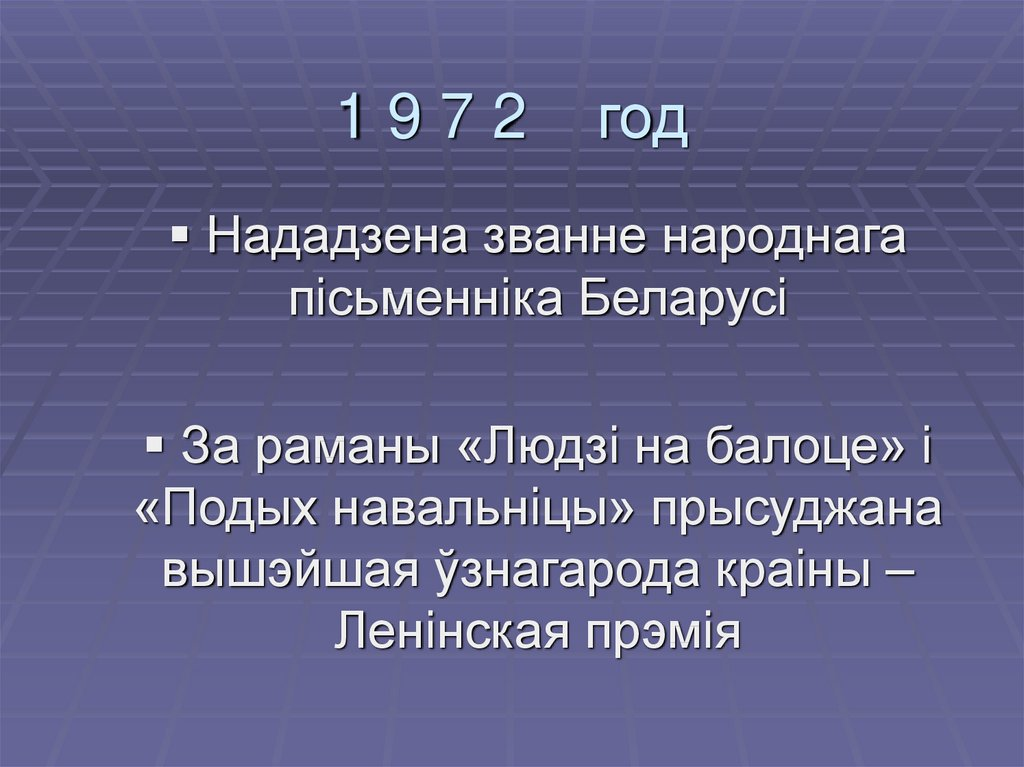 1 9 7 2 год
▪ Нададзена званне народнага
пісьменніка Беларусі
▪ За раманы «Людзі на балоце» і
«Подых навальніцы» прысуджана
вышэйшая ўзнагарода краіны –
Ленінская прэмія